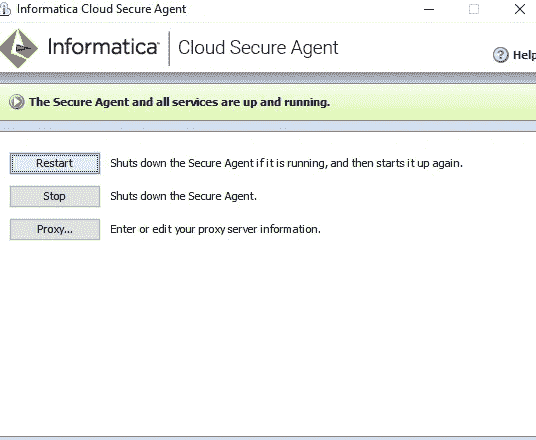 Informatica Cloud Secure Agent
Informatica Cloud Secure Agent
Help
The Secure Agent and all services are up and running.
Restart Shuts down the Secure Agent if it is running, and then starts it up again.
Stop Shuts down the Secure Agent.
Proxy... Enter or edit your proxy server information.